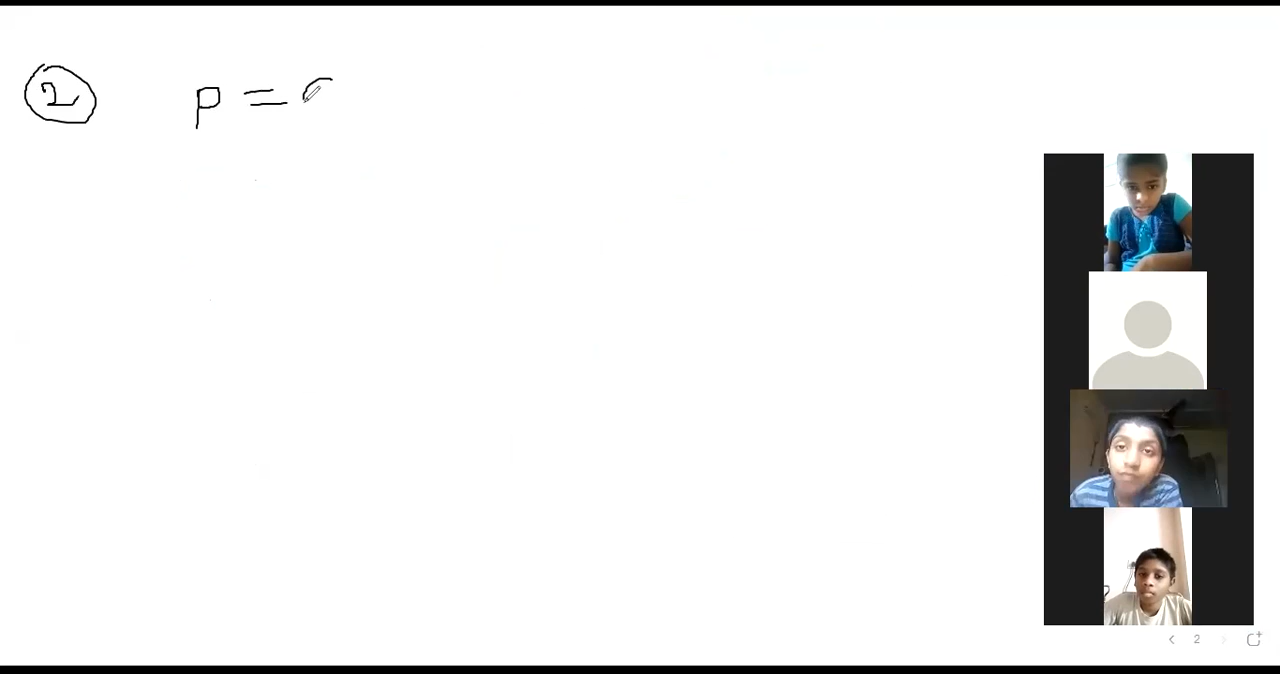 ② p =
2